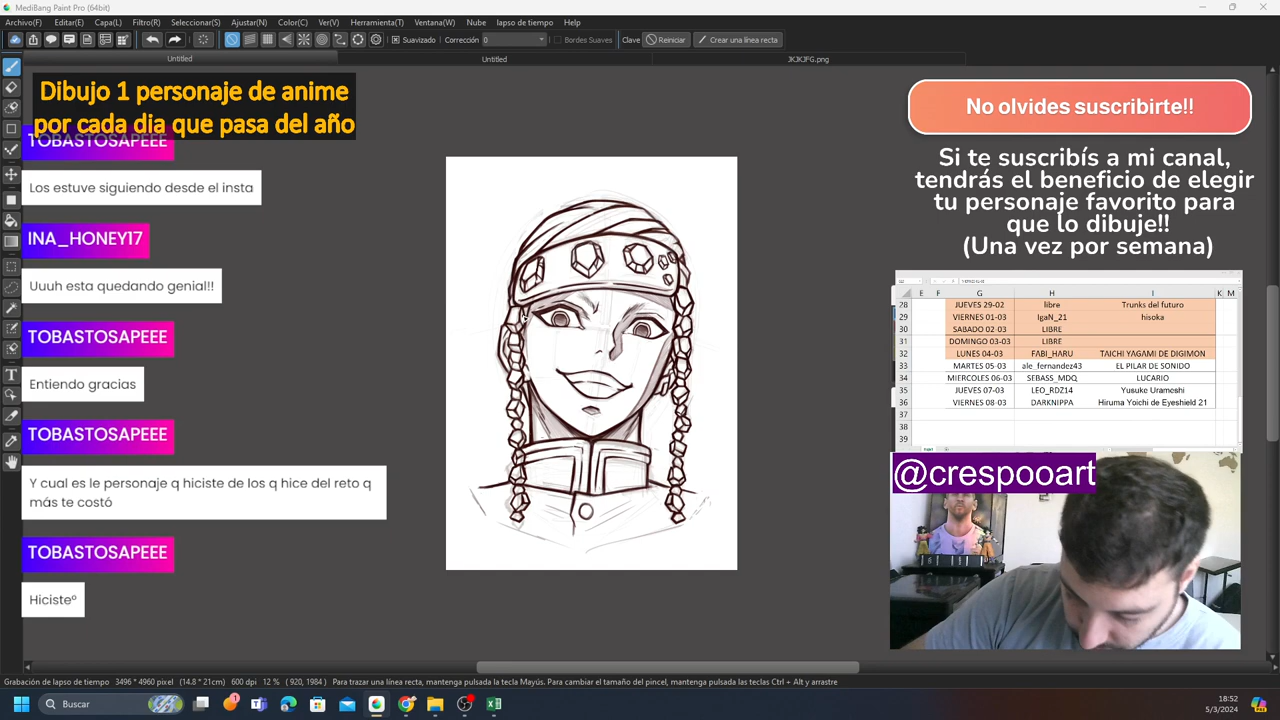 MediBang Paint Pro (64bit)
Archivo(F) Editar(E) Capa(L) Filtro(R) Seleccionar(S) Ajustar(N) Color(C) Ver(V) Herramienta(T) Ventana(W) Nube lapso de tiempo Help
Suavizado Corrección 0 Bordes Suaves Clave Reiniciar Crear una línea recta
Untitled Untitled JKJKJFG.png
Dibujo 1 personaje de anime
por cada dia que pasa del año
TOBASTOSAPEEE
Los estuve siguiendo desde el insta
INA_HONEY17
Uuuh esta quedando genial!!
TOBASTOSAPEEE
Entiendo gracias
TOBASTOSAPEEE
Y cual es le personaje q hiciste de los q hice del reto q
más te costó
TOBASTOSAPEEE
Hicisteº
No olvides suscribirte!!
Si te suscribís a mi canal,
tendrás el beneficio de elegir
tu personaje favorito para
que lo dibuje!!
(Una vez por semana)
E F G H I K L M
28 JUEVES 29-02 libre Trunks del futuro
29 VIERNES 01-03 IgaN_21 hisoka
30 SABADO 02-03 LIBRE
31 DOMINGO 03-03 LIBRE
32 LUNES 04-03 FABI_HARU TAICHI YAGAMI DE DIGIMON
33 MARTES 05-03 ale_fernandez43 EL PILAR DE SONIDO
34 MIERCOLES 06-03 SEBASS_MDQ LUCARIO
35 JUEVES 07-03 LEO_RDZ14 Yusuke Urameshi
36 VIERNES 08-03 DARKNIPPA Hiruma Yoichi de Eyeshield 21
37
38
39
@crespooart
Grabación de lapso de tiempo 3496 * 4960 pixel (14.8 * 21cm) 600 dpi 12 % ( 920, 1984 ) Para trazar una línea recta, mantenga pulsada la tecla Mayús. Para cambiar el tamaño del pincel, mantenga pulsada las teclas Ctrl + Alt y arrastre
Buscar
18:52
5/3/2024